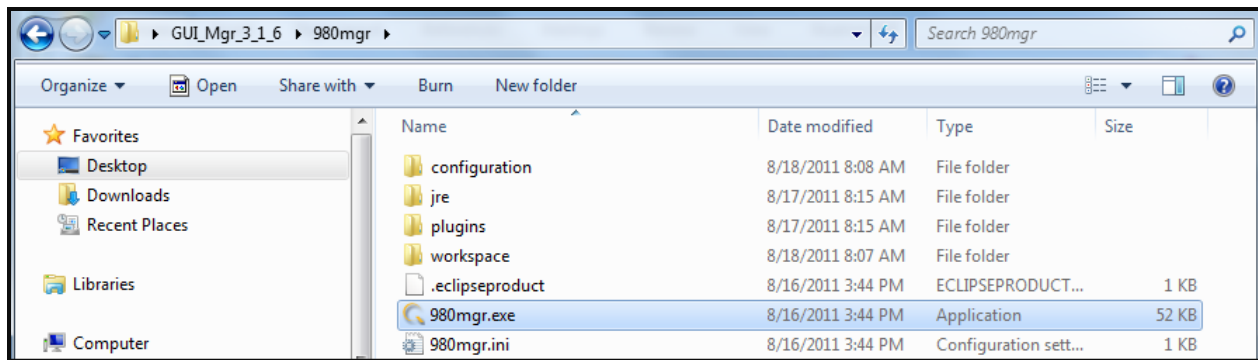 GUI_Mgr_3_1_6 980mgr Search 980mgr
Organize Open Share with Burn New folder
Favorites
Desktop
Downloads
Recent Places
Libraries
Computer
Name Date modified Type Size
configuration 8/18/2011 8:08 AM File folder
jre 8/17/2011 8:15 AM File folder
plugins 8/17/2011 8:15 AM File folder
workspace 8/18/2011 8:07 AM File folder
.eclipseproduct 8/16/2011 3:44 PM ECLIPSEPRODUCT... 1 KB
980mgr.exe 8/16/2011 3:44 PM Application 52 KB
980mgr.ini 8/16/2011 3:44 PM Configuration sett... 1 KB